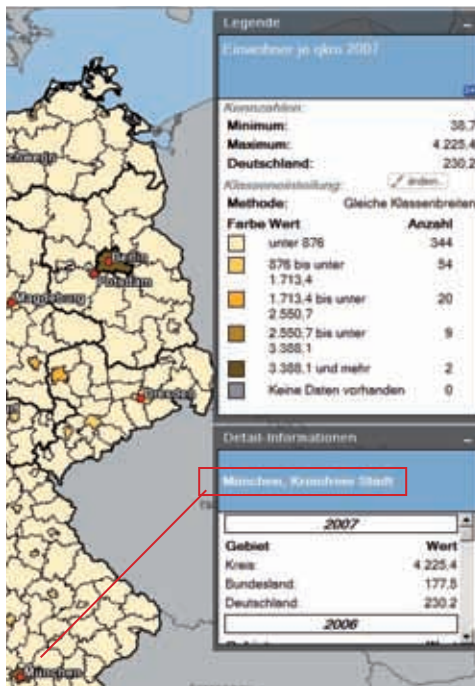 Legende
Einwohner je qkm 2007
Kennzahlen:
Minimum: 38,7
Maximum: 4.225,4
Deutschland: 230,2
Klasseneinteilung: ändern...
Methode: Gleiche Klassenbreiten
Farbe Wert Anzahl
unter 876 344
876 bis unter 1.713,4 54
1.713,4 bis unter 2.550,7 20
2.550,7 bis unter 3.388,1 9
3.388,1 und mehr 2
Keine Daten vorhanden 0
Detail-Informationen
München, Kreisfreie Stadt
2007
Gebiet Wert
Kreis: 4.225,4
Bundesland: 177,5
Deutschland: 230,2
2006
Schwerin
Berlin
Potsdam
Magdeburg
Dresden
München